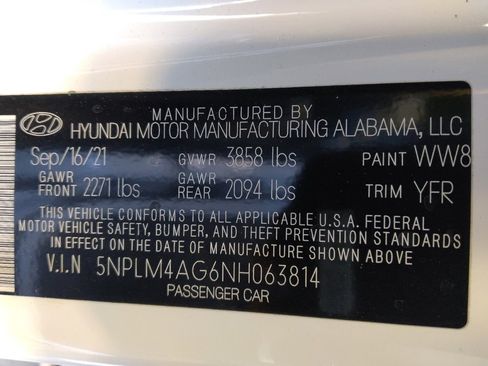 MANUFACTURED BY
HYUNDAI MOTOR MANUFACTURING ALABAMA, LLC
Sep/16/21 GVWR 3858 lbs PAINT WW8
GAWR FRONT 2271 lbs GAWR REAR 2094 lbs TRIM YFR
THIS VEHICLE CONFORMS TO ALL APPLICABLE U.S.A. FEDERAL
MOTOR VEHICLE SAFETY, BUMPER, AND THEFT PREVENTION STANDARDS
IN EFFECT ON THE DATE OF MANUFACTURE SHOWN ABOVE
V.I.N 5NPLM4AG6NH063814
PASSENGER CAR